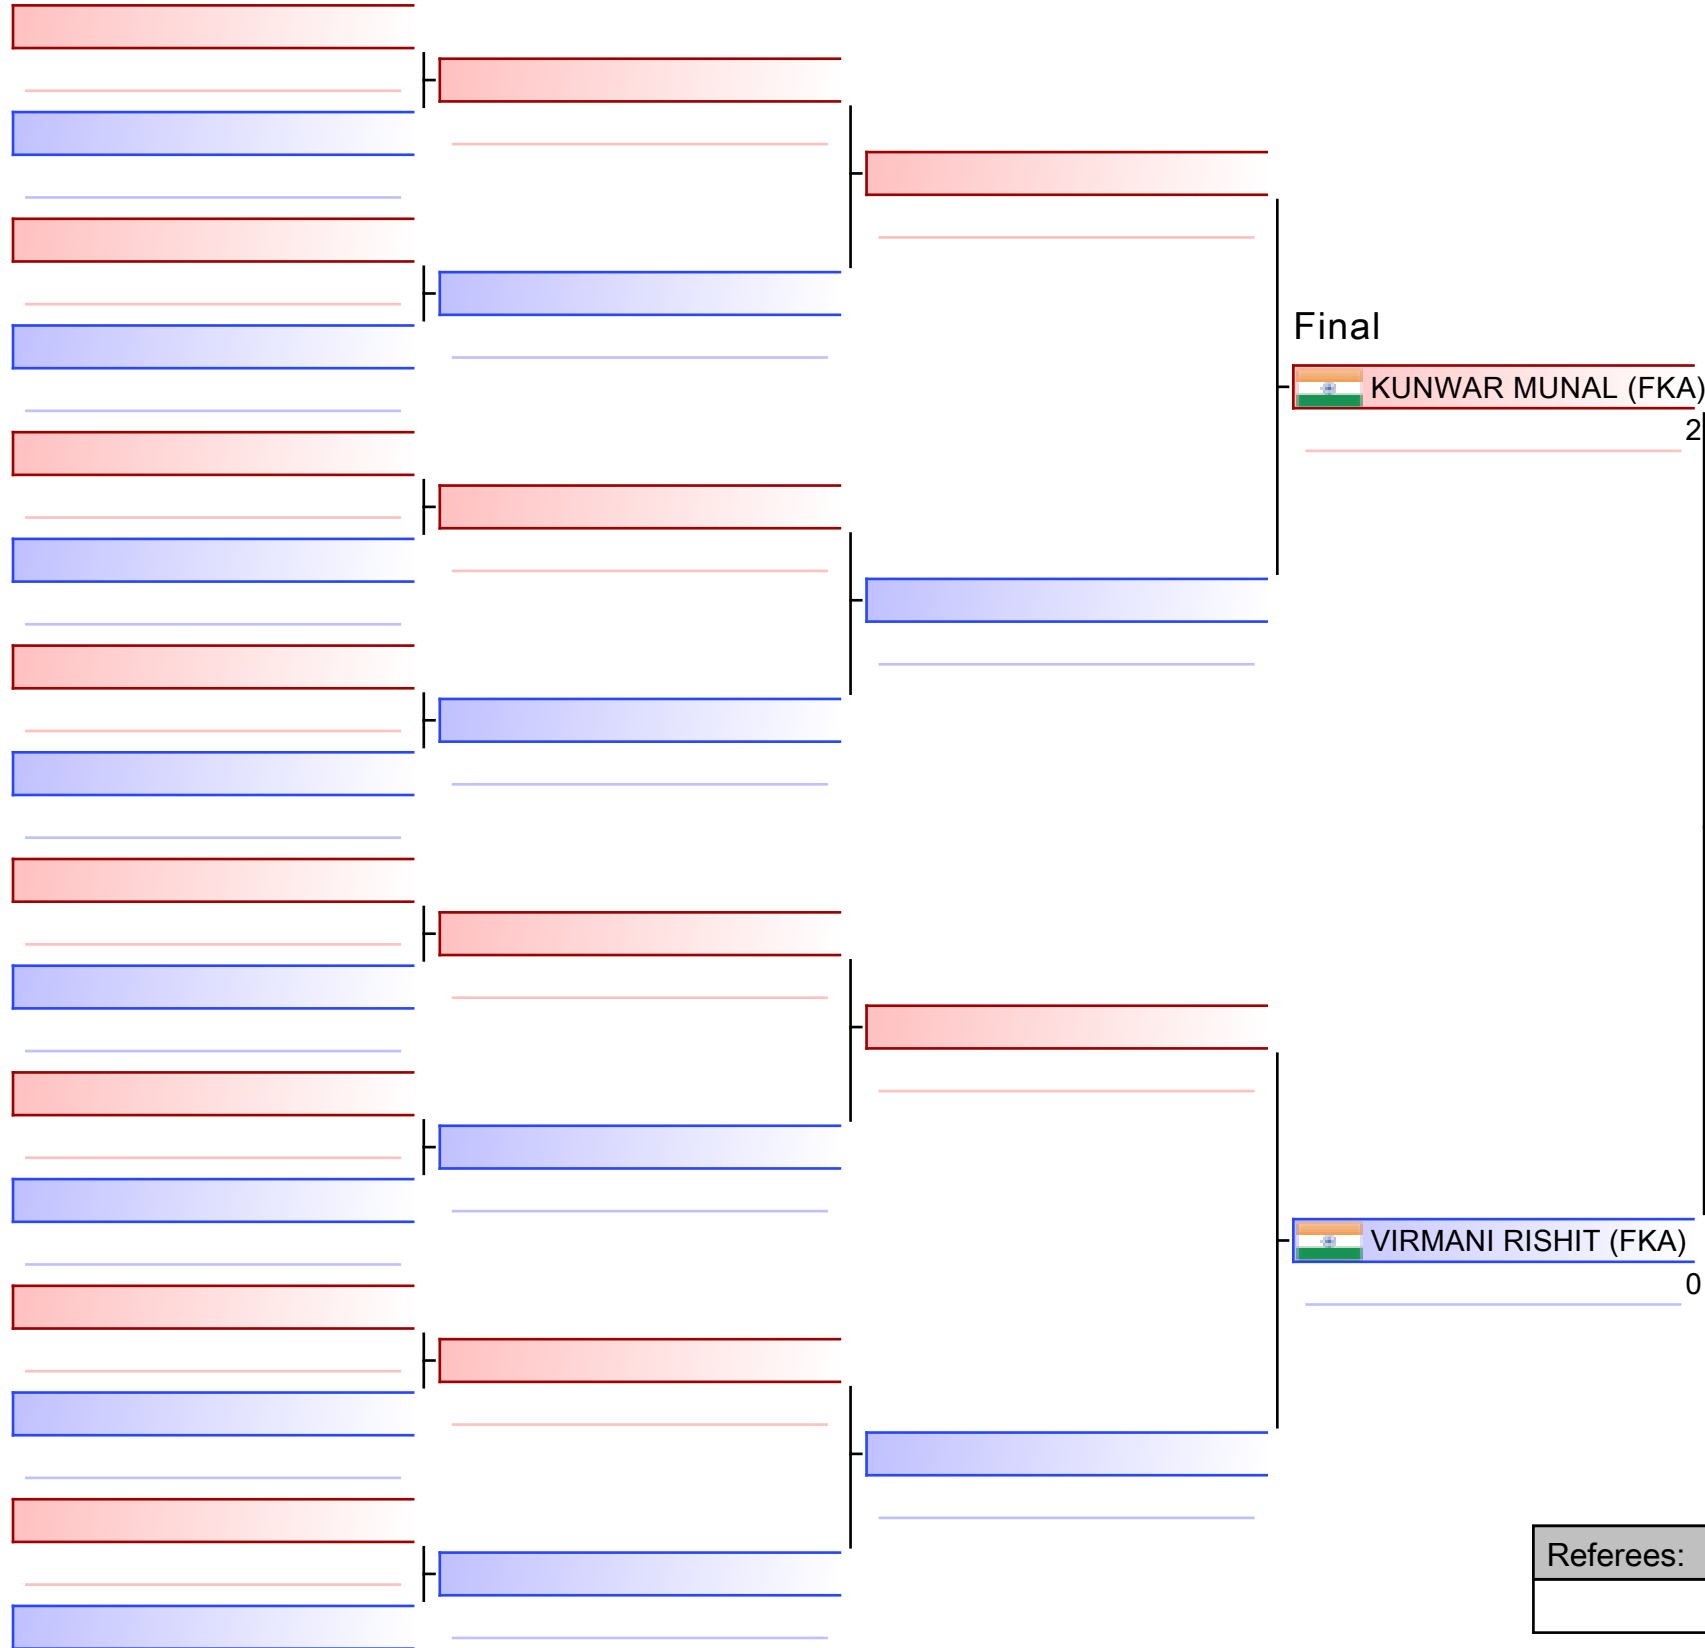 Final
KUNWAR MUNAL (FKA)
2
VIRMANI RISHIT (FKA)
0
Referees: